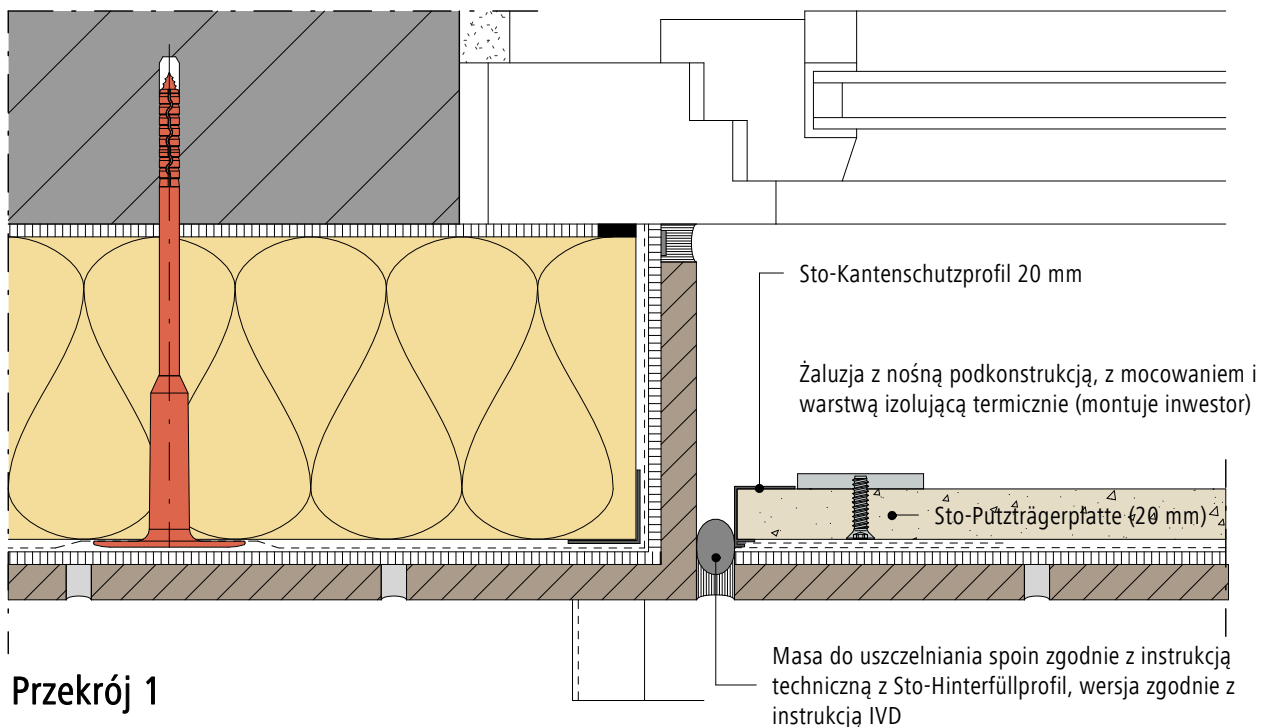 Sto-Kantenschutzprofil 20 mm
Żaluzja z nośną podkonstrukcją, z mocowaniem i
warstwą izolującą termicznie (montuje inwestor)
Sto-Putzträgerplatte (20 mm)
Masa do uszczelniania spoin zgodnie z instrukcją
techniczną z Sto-Hinterfüllprofil, wersja zgodnie z
instrukcją IVD
Przekrój 1